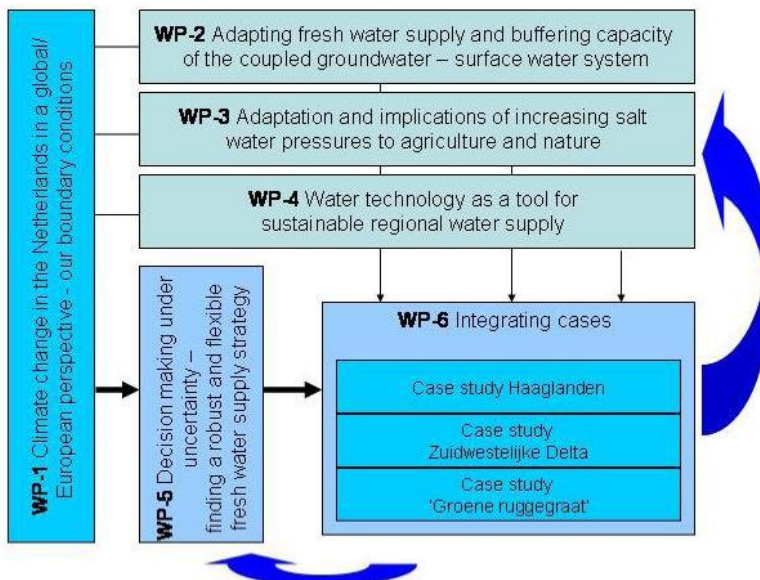 WP-1 Climate change in the Netherlands in a global/
European perspective - our boundary conditions
WP-2 Adapting fresh water supply and buffering capacity
of the coupled groundwater – surface water system
WP-3 Adaptation and implications of increasing salt
water pressures to agriculture and nature
WP-4 Water technology as a tool for
sustainable regional water supply
WP-5 Decision making under
uncertainty –
finding a robust and flexible
fresh water supply strategy
WP-6 Integrating cases
Case study Haaglanden
Case study
Zuidwestelijke Delta
Case study
'Groene ruggegraat'